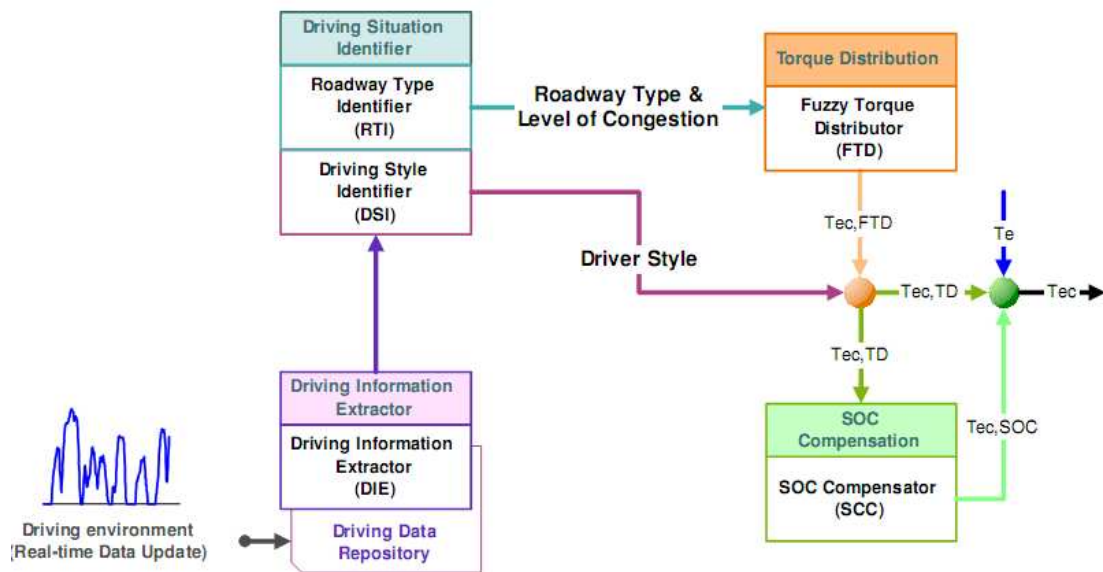 Driving Situation
Identifier
Roadway Type
Identifier
(RTI)
Driving Style
Identifier
(DSI)
Roadway Type &
Level of Congestion
Torque Distribution
Fuzzy Torque
Distributor
(FTD)
Tec,FTD
Te
Driver Style
Tec,TD
Tec
Tec,TD
Driving Information
Extractor
Driving Information
Extractor
(DIE)
Driving Data
Repository
SOC
Compensation
SOC Compensator
(SCC)
Tec,SOC
Driving environment
(Real-time Data Update)